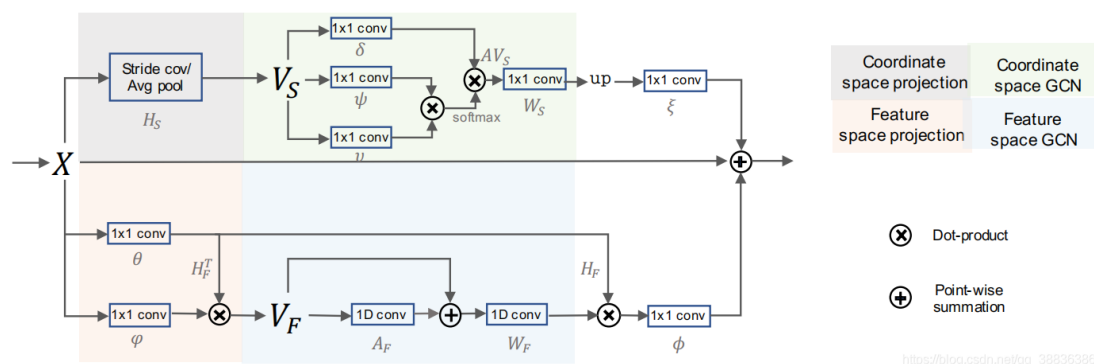 Stride cov/
Avg pool
H_S
V_S
1x1 conv
δ
1x1 conv
ψ
1x1 conv
υ
softmax
AV_S
1x1 conv
W_S
up
1x1 conv
ξ
X
1x1 conv
θ
H_F^T
1x1 conv
φ
V_F
1D conv
A_F
1D conv
W_F
H_F
1x1 conv
ϕ
Coordinate
space projection
Coordinate
space GCN
Feature
space projection
Feature
space GCN
Dot-product
Point-wise
summation